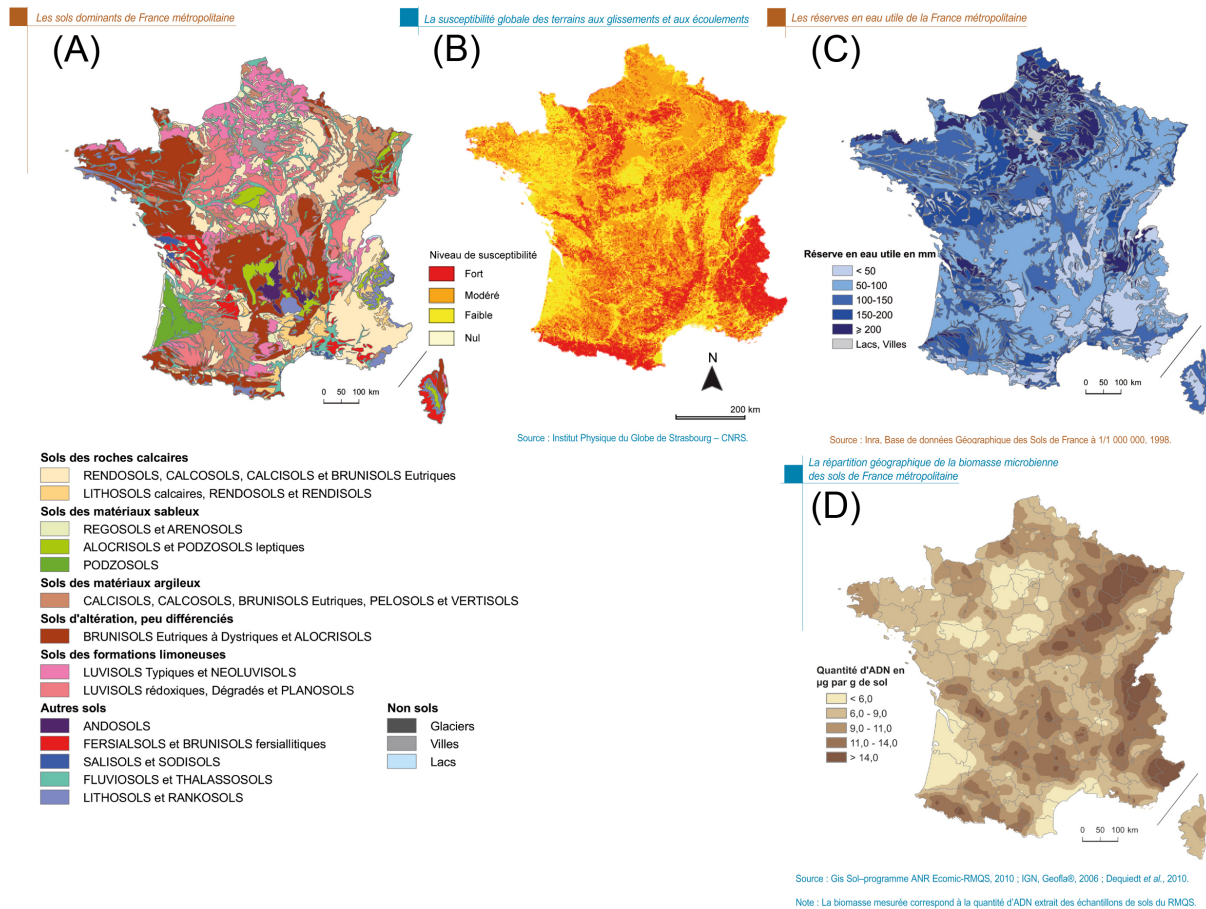 Les sols dominants de France métropolitaine
(A)
La susceptibilité globale des terrains aux glissements et aux écoulements
(B)
Niveau de susceptibilité
Fort
Modéré
Faible
Nul
N
0 50 100 km
200 km
Source : Institut Physique du Globe de Strasbourg – CNRS.
Les réserves en eau utile de la France métropolitaine
(C)
Réserve en eau utile en mm
< 50
50-100
100-150
150-200
⩾ 200
Lacs, Villes
0 50 100 km
Source : Inra, Base de données Géographique des Sols de France à 1/1 000 000, 1998.
Sols des roches calcaires
RENDOSOLS, CALCOSOLS, CALCISOLS et BRUNISOLS Eutriques
LITHOSOLS calcaires, RENDOSOLS et RENDISOLS
Sols des matériaux sableux
REGOSOLS et ARENOSOLS
ALOCRISOLS et PODZOSOLS leptiques
PODZOSOLS
Sols des matériaux argileux
CALCISOLS, CALCOSOLS, BRUNISOLS Eutriques, PELOSOLS et VERTISOLS
Sols d'altération, peu différenciés
BRUNISOLS Eutriques à Dystriques et ALOCRISOLS
Sols des formations limoneuses
LUVISOLS Typiques et NEOLUVISOLS
LUVISOLS rédoxiques, Dégradés et PLANOSOLS
Autres sols
ANDOSOLS
FERSIALSOLS et BRUNISOLS fersiallitiques
SALISOLS et SODISOLS
FLUVIOSOLS et THALASSOSOLS
LITHOSOLS et RANKOSOLS
Non sols
Glaciers
Villes
Lacs
La répartition géographique de la biomasse microbienne
des sols de France métropolitaine
(D)
Quantité d'ADN en
µg par g de sol
< 6,0
6,0 - 9,0
9,0 - 11,0
11,0 - 14,0
> 14,0
0 50 100 km
Source : Gis Sol–programme ANR Ecomic-RMQS, 2010 ; IGN, Geofla®, 2006 ; Dequiedt et al., 2010.
Note : La biomasse mesurée correspond à la quantité d'ADN extrait des échantillons de sols du RMQS.